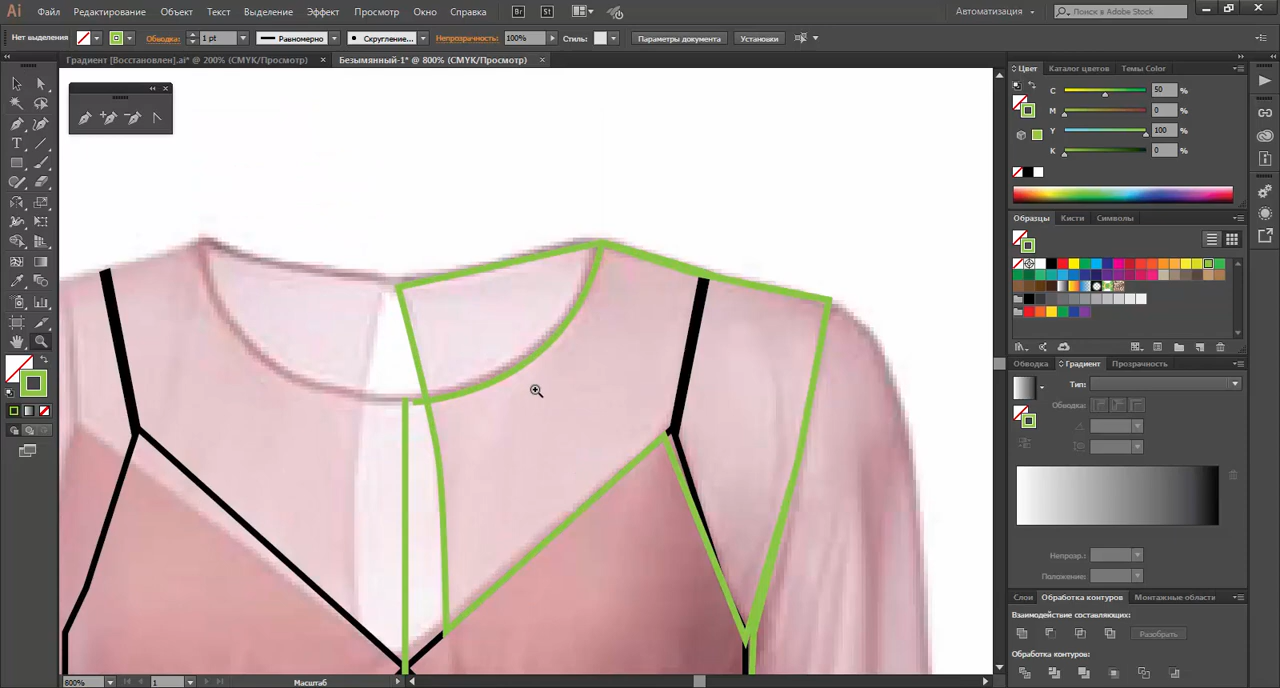 Ai Файл Редактирование Объект Текст Выделение Эффект Просмотр Окно Справка Br St Автоматизация Поиск в Adobe Stock
Нет выделения Обводка: 1 pt Равномерно Скругление... Непрозрачность: 100% Стиль: Параметры документа Установки
Градиент [Восстановлен].ai* @ 200% (CMYK/Просмотр) Безымянный-1* @ 800% (CMYK/Просмотр)
Цвет Каталог цветов Темы Color
C 50 %
M 0 %
Y 100 %
K 0 %
Образцы Кисти Символы
Обводка Градиент Прозрачность
Тип:
Обводка:
Непрозр.: %
Положение: %
Слои Обработка контуров Монтажные области
Взаимодействие составляющих:
Разобрать
Обработка контуров:
800% 1 Масштаб